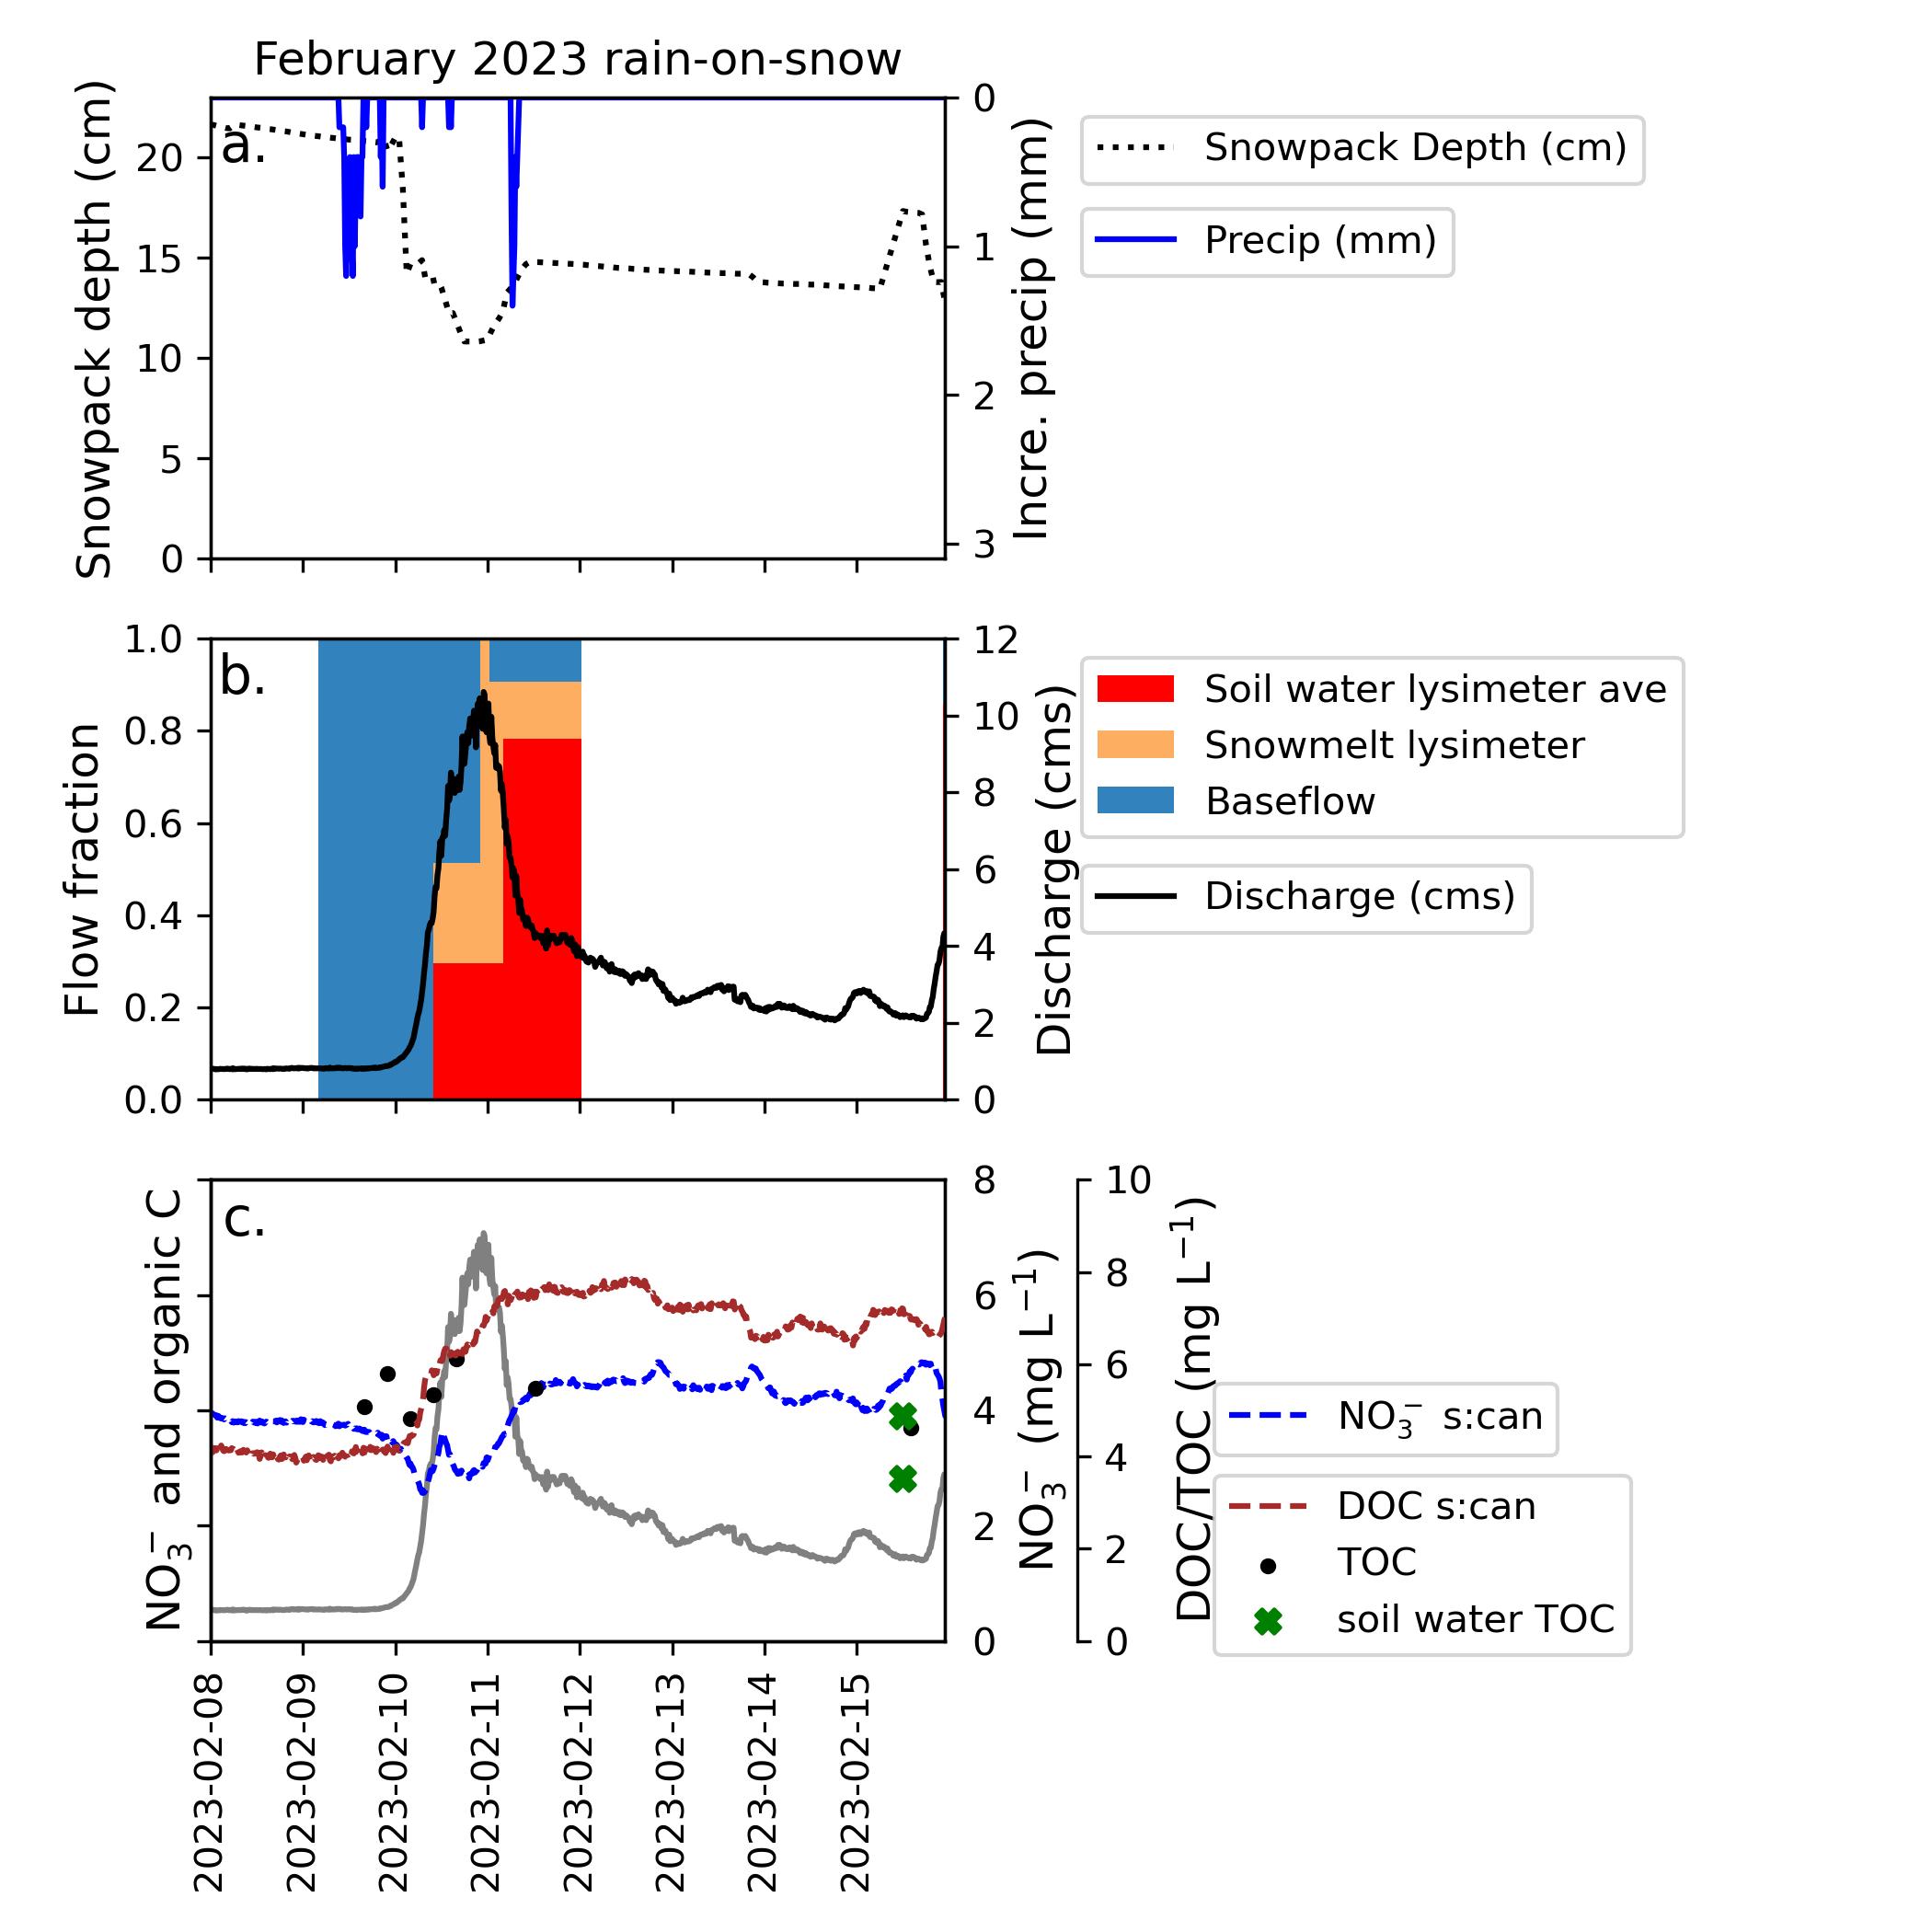 February 2023 rain-on-snow
Snowpack depth (cm)
20
15
10
5
0
a.
0
1
2
3
Incre. precip (mm)
Snowpack Depth (cm)
Precip (mm)
Flow fraction
1.0
0.8
0.6
0.4
0.2
0.0
b.
12
10
8
6
4
2
0
Discharge (cms)
Soil water lysimeter ave
Snowmelt lysimeter
Baseflow
Discharge (cms)
NO₃⁻ and organic C
c.
8
6
4
2
0
NO₃⁻ (mg L⁻¹)
10
8
6
4
2
0
DOC/TOC (mg L⁻¹)
NO₃⁻ s:can
DOC s:can
TOC
soil water TOC
2023-02-08
2023-02-09
2023-02-10
2023-02-11
2023-02-12
2023-02-13
2023-02-14
2023-02-15